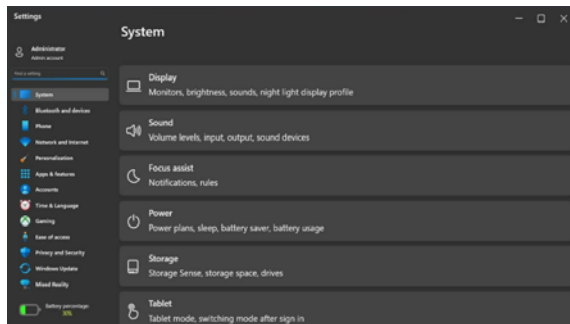 Settings
System
Administrator
Admin account
Find a setting
System
Bluetooth and devices
Phone
Network and Internet
Personalization
Apps & features
Accounts
Time & Language
Gaming
Ease of access
Privacy and Security
Windows Update
Mixed Reality
Battery percentage:
30%
Display
Monitors, brightness, sounds, night light display profile
Sound
Volume levels, input, output, sound devices
Focus assist
Notifications, rules
Power
Power plans, sleep, battery saver, battery usage
Storage
Storage Sense, storage space, drives
Tablet
Tablet mode, switching mode after sign in